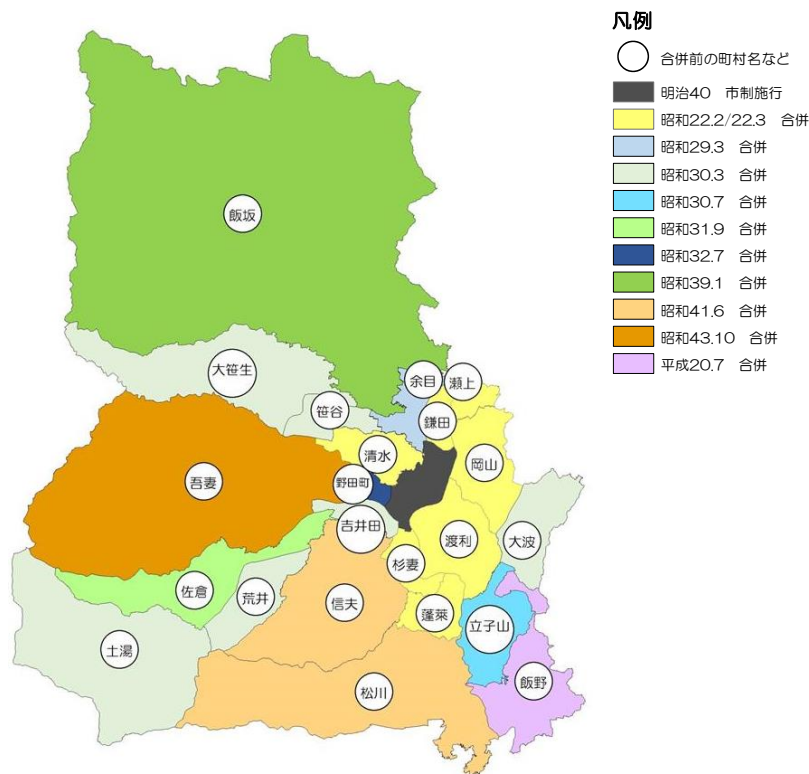 凡例
合併前の町村名など
明治40　市制施行
昭和22.2/22.3　合併
昭和29.3　合併
昭和30.3　合併
昭和30.7　合併
昭和31.9　合併
昭和32.7　合併
昭和39.1　合併
昭和41.6　合併
昭和43.10　合併
平成20.7　合併
飯坂
大笹生
余目
瀬上
笹谷
鎌田
清水
岡山
吾妻
野田町
吉井田
渡利
大波
杉妻
佐倉
荒井
信夫
蓬萊
立子山
土湯
飯野
松川